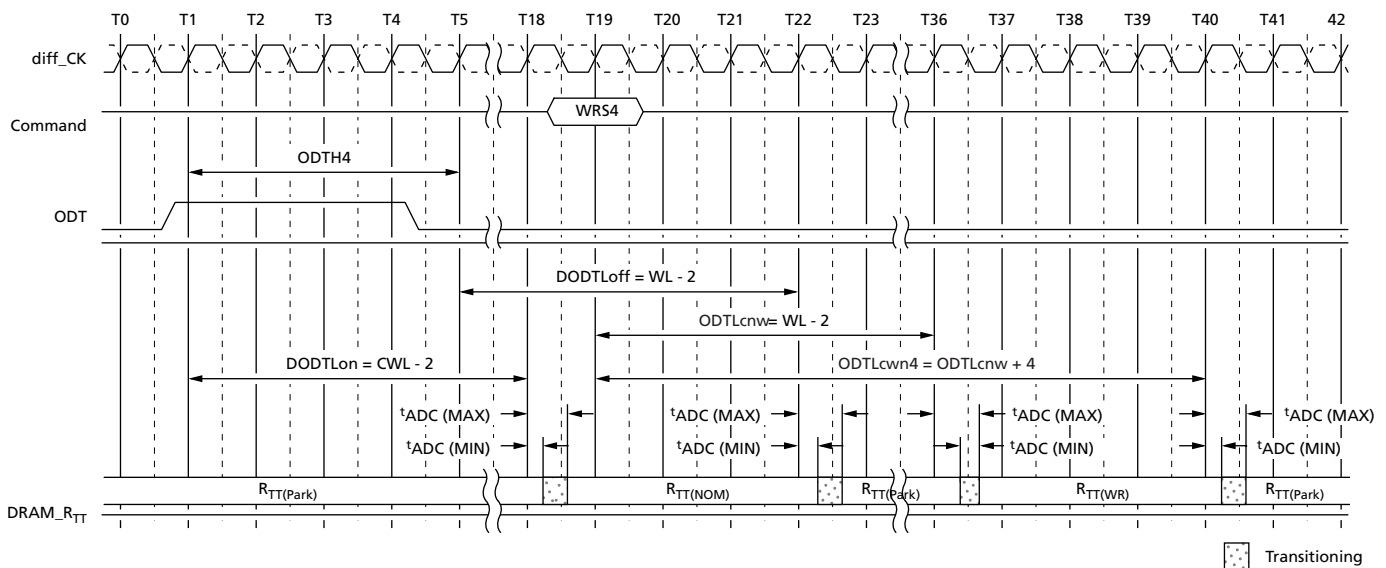 T0 T1 T2 T3 T4 T5 T18 T19 T20 T21 T22 T23 T36 T37 T38 T39 T40 T41 42
diff_CK
WRS4
Command
ODTH4
ODT
DODTLoff = WL - 2
ODTLcnw= WL - 2
DODTLon = CWL - 2 ODTLcwn4 = ODTLcnw + 4
tADC (MAX) tADC (MAX) tADC (MAX) tADC (MAX)
tADC (MIN) tADC (MIN) tADC (MIN) tADC (MIN)
RTT(Park) RTT(NOM) RTT(Park) RTT(WR) RTT(Park)
DRAM_RTT
Transitioning